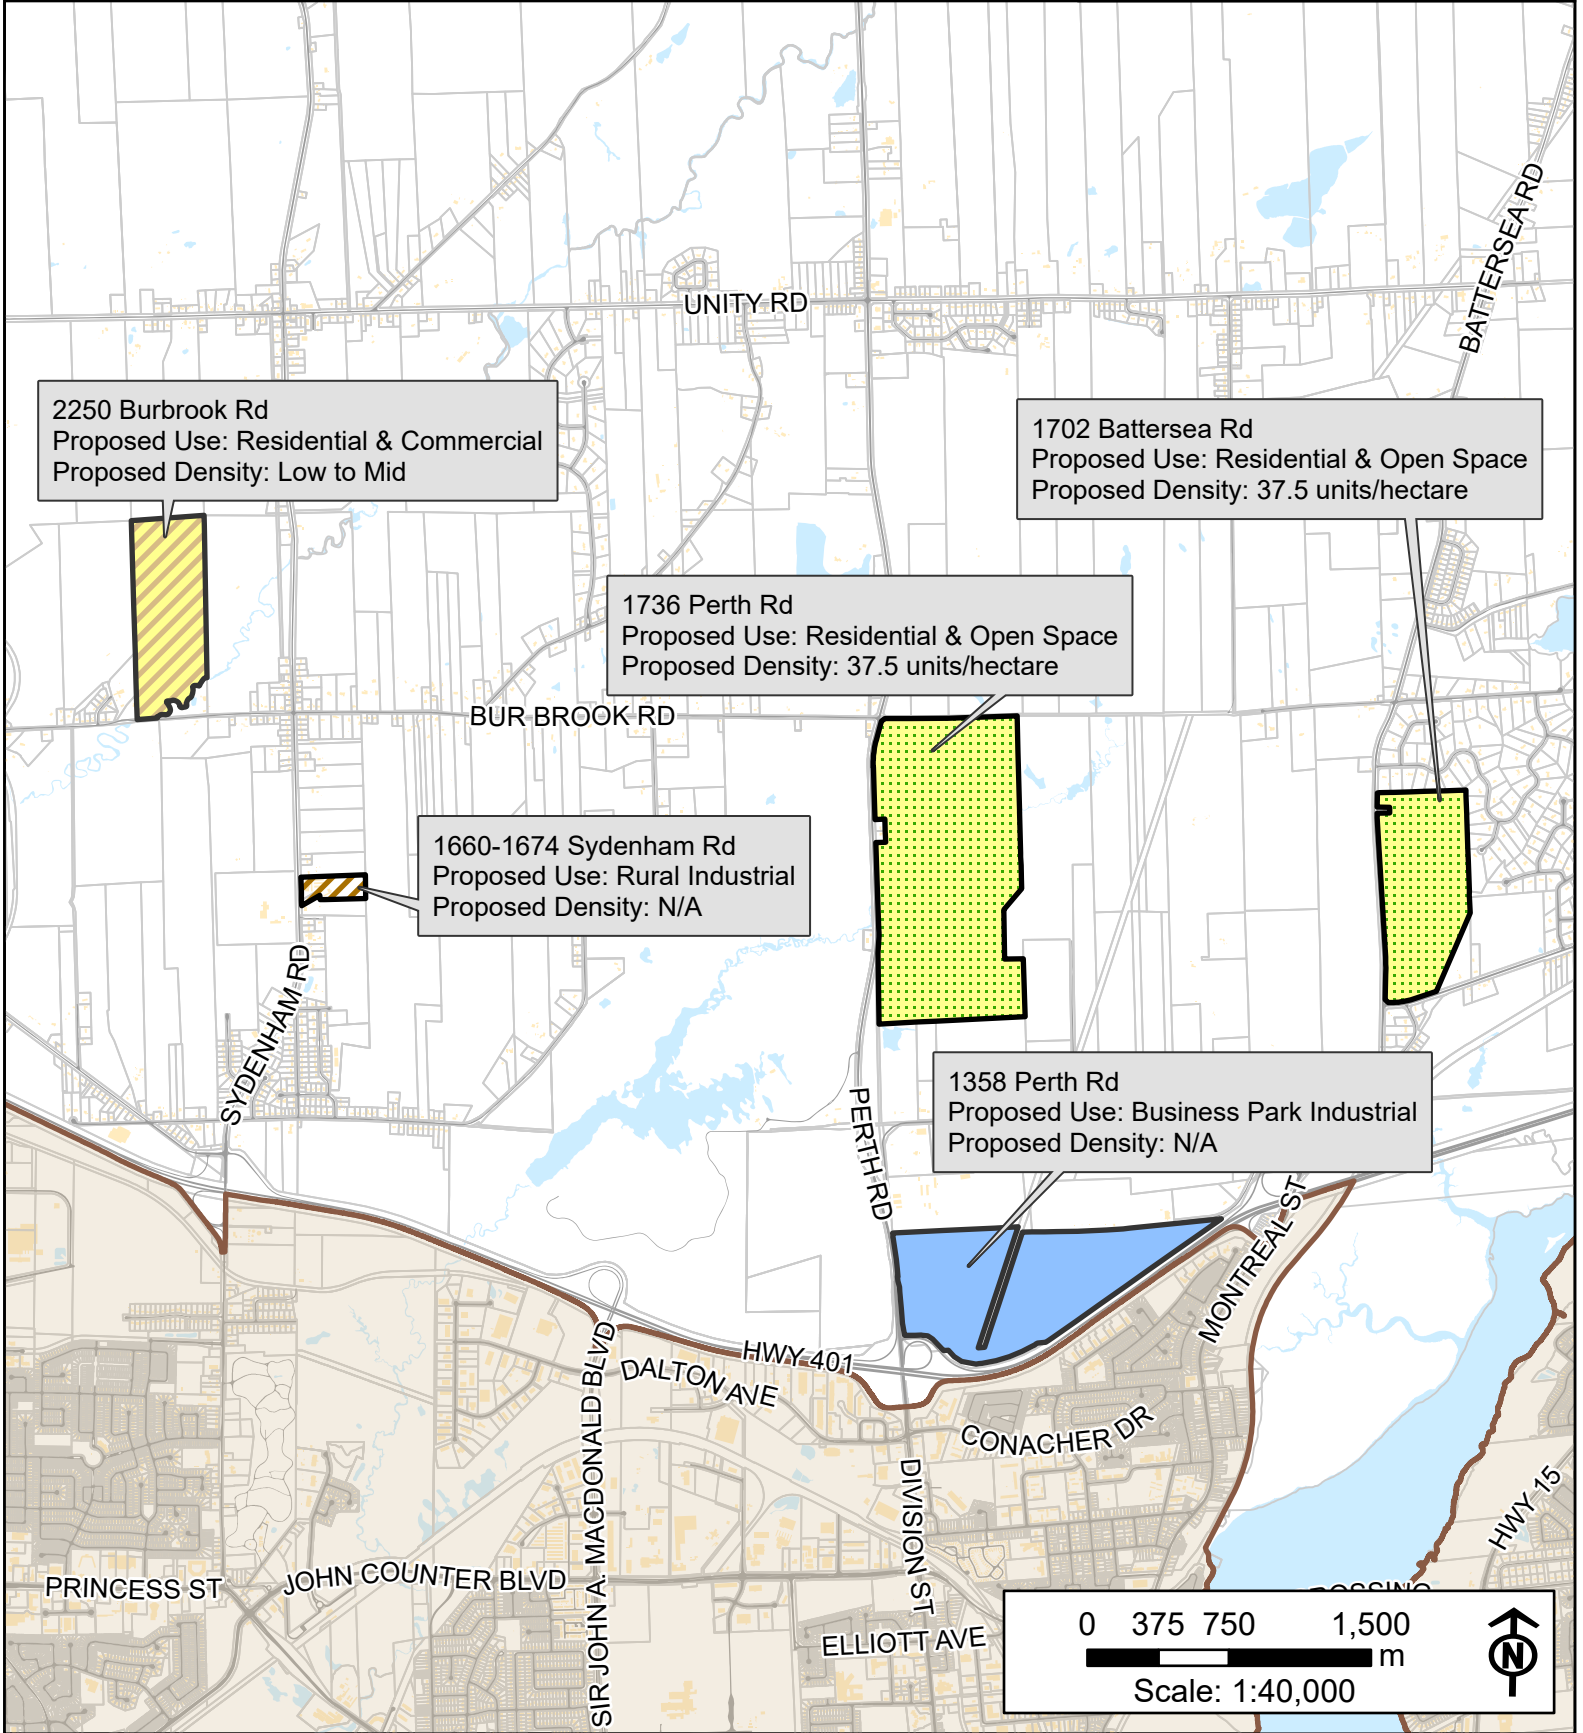 BATTERSEA RD
UNITY RD
2250 Burbrook Rd
Proposed Use: Residential & Commercial
Proposed Density: Low to Mid
1702 Battersea Rd
Proposed Use: Residential & Open Space
Proposed Density: 37.5 units/hectare
1736 Perth Rd
Proposed Use: Residential & Open Space
Proposed Density: 37.5 units/hectare
BUR BROOK RD
1660-1674 Sydenham Rd
Proposed Use: Rural Industrial
Proposed Density: N/A
SYDENHAM RD
1358 Perth Rd
Proposed Use: Business Park Industrial
Proposed Density: N/A
PERTH RD
MONTREAL ST
HWY 401
DALTON AVE
SIR JOHN A. MACDONALD BLVD
CONACHER DR
DIVISION ST
HWY 15
PRINCESS ST
JOHN COUNTER BLVD
ELLIOTT AVE
0 375 750 1,500
m
Scale: 1:40,000
N